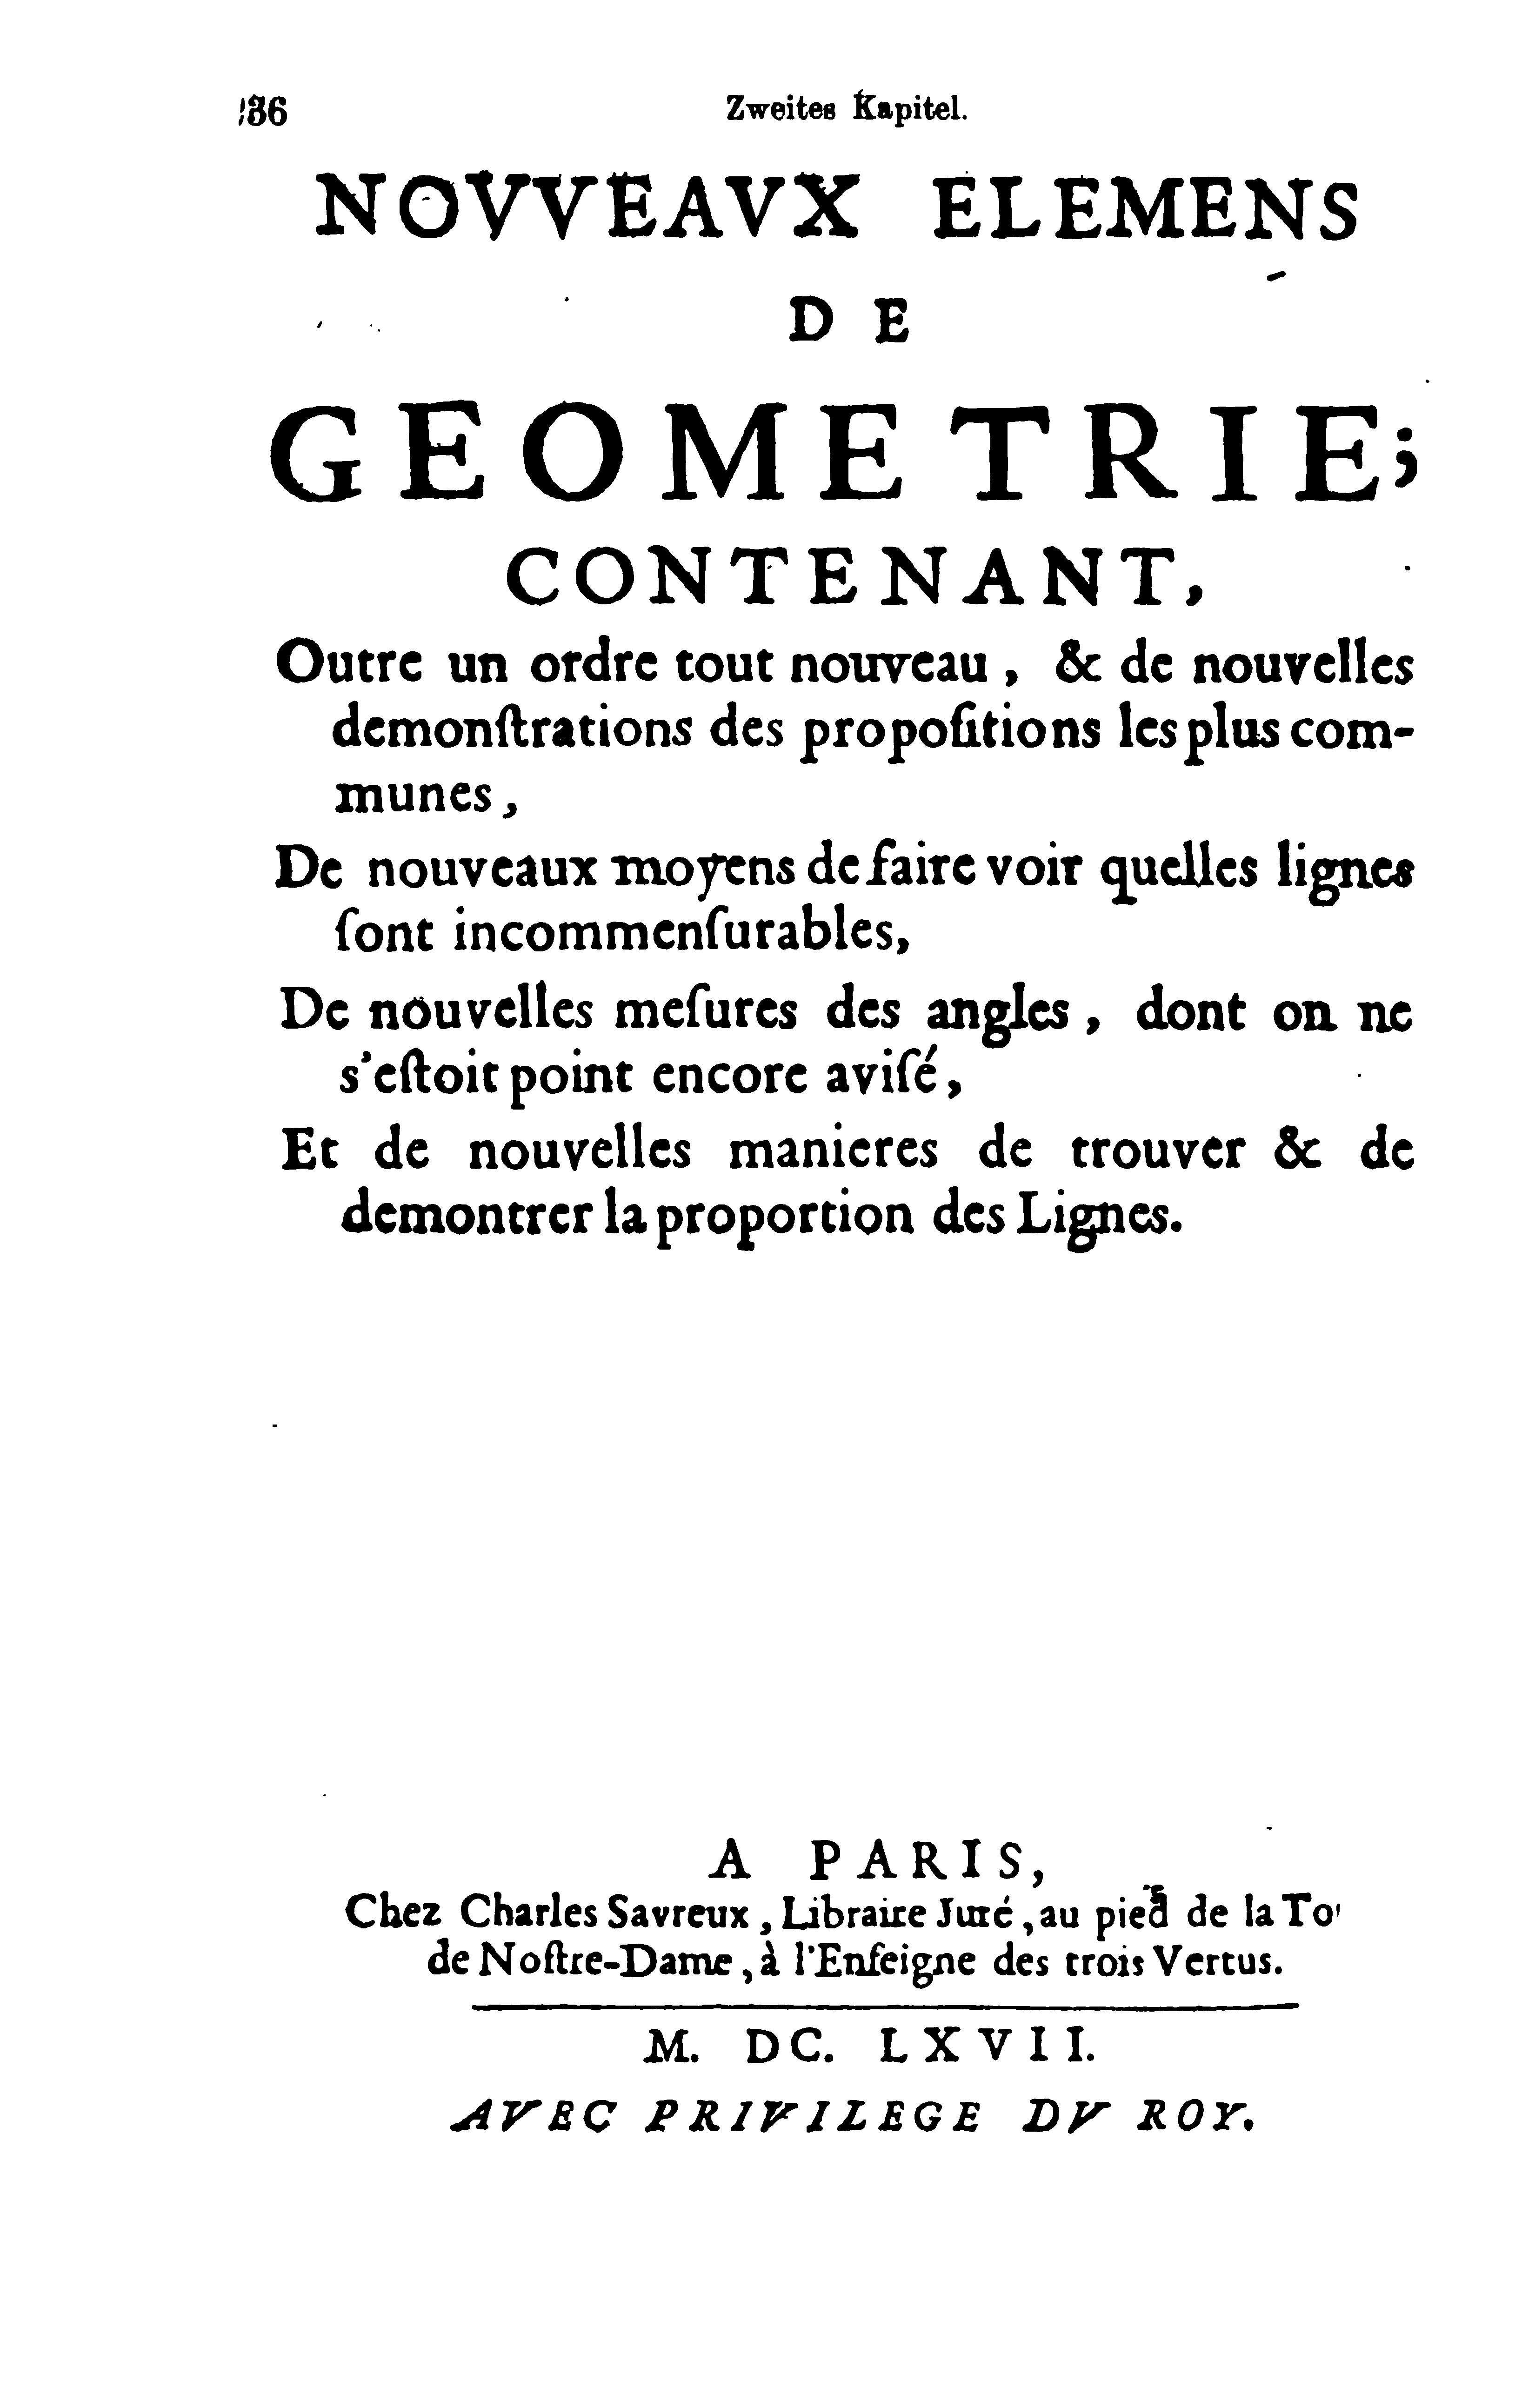 36 Zweites Kapitel.
NOVVEAVX ELEMENS
DE
GEOMETRIE;
CONTENANT,
Outre un ordre tout nouveau, & de nouvelles
demonſtrations des propoſitions les plus com-
munes,
De nouveaux moyens de faire voir quelles lignes
ſont incommenſurables,
De nouvelles meſures des angles, dont on ne
s'eſtoit point encore aviſé,
Et de nouvelles manieres de trouver & de
demontrer la proportion des Lignes.
A PARIS,
Chez Charles Savreux, Libraire Juré, au pied de la
de Noſtre-Dame, à l'Enſeigne des trois Vertus.
M. DC. LXVII.
AVEC PRIVILEGE DV ROY.